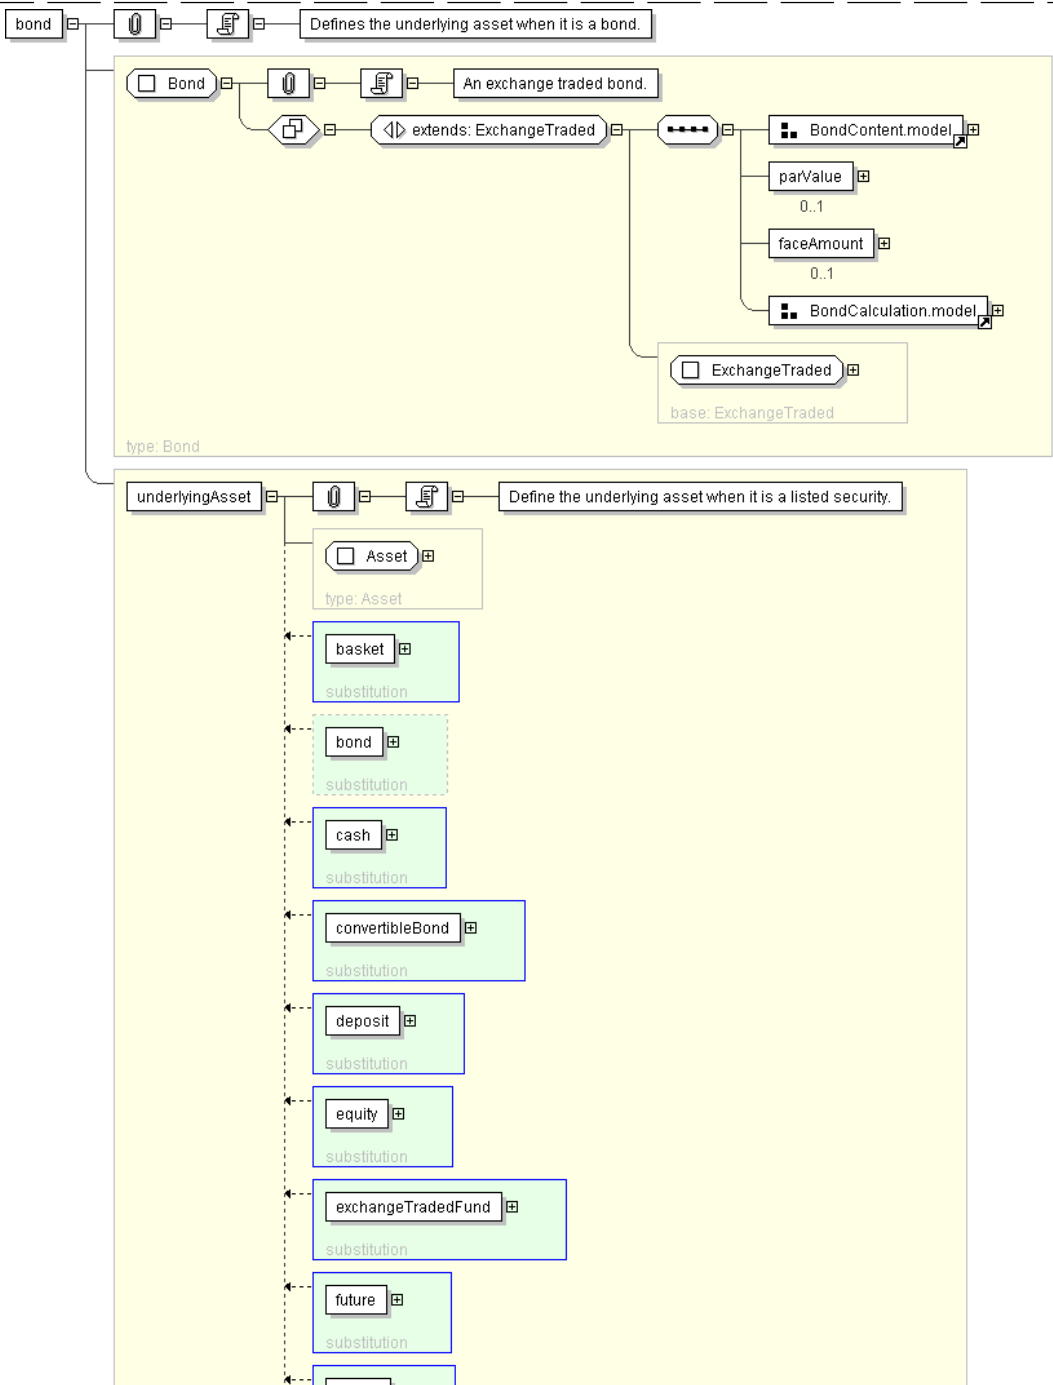 bond
Defines the underlying asset when it is a bond.
Bond
An exchange traded bond.
extends: ExchangeTraded
BondContent.model
parValue
0..1
faceAmount
0..1
BondCalculation.model
ExchangeTraded
base: ExchangeTraded
type: Bond
underlyingAsset
Define the underlying asset when it is a listed security.
Asset
type: Asset
basket
substitution
bond
substitution
cash
substitution
convertibleBond
substitution
deposit
substitution
equity
substitution
exchangeTradedFund
substitution
future
substitution